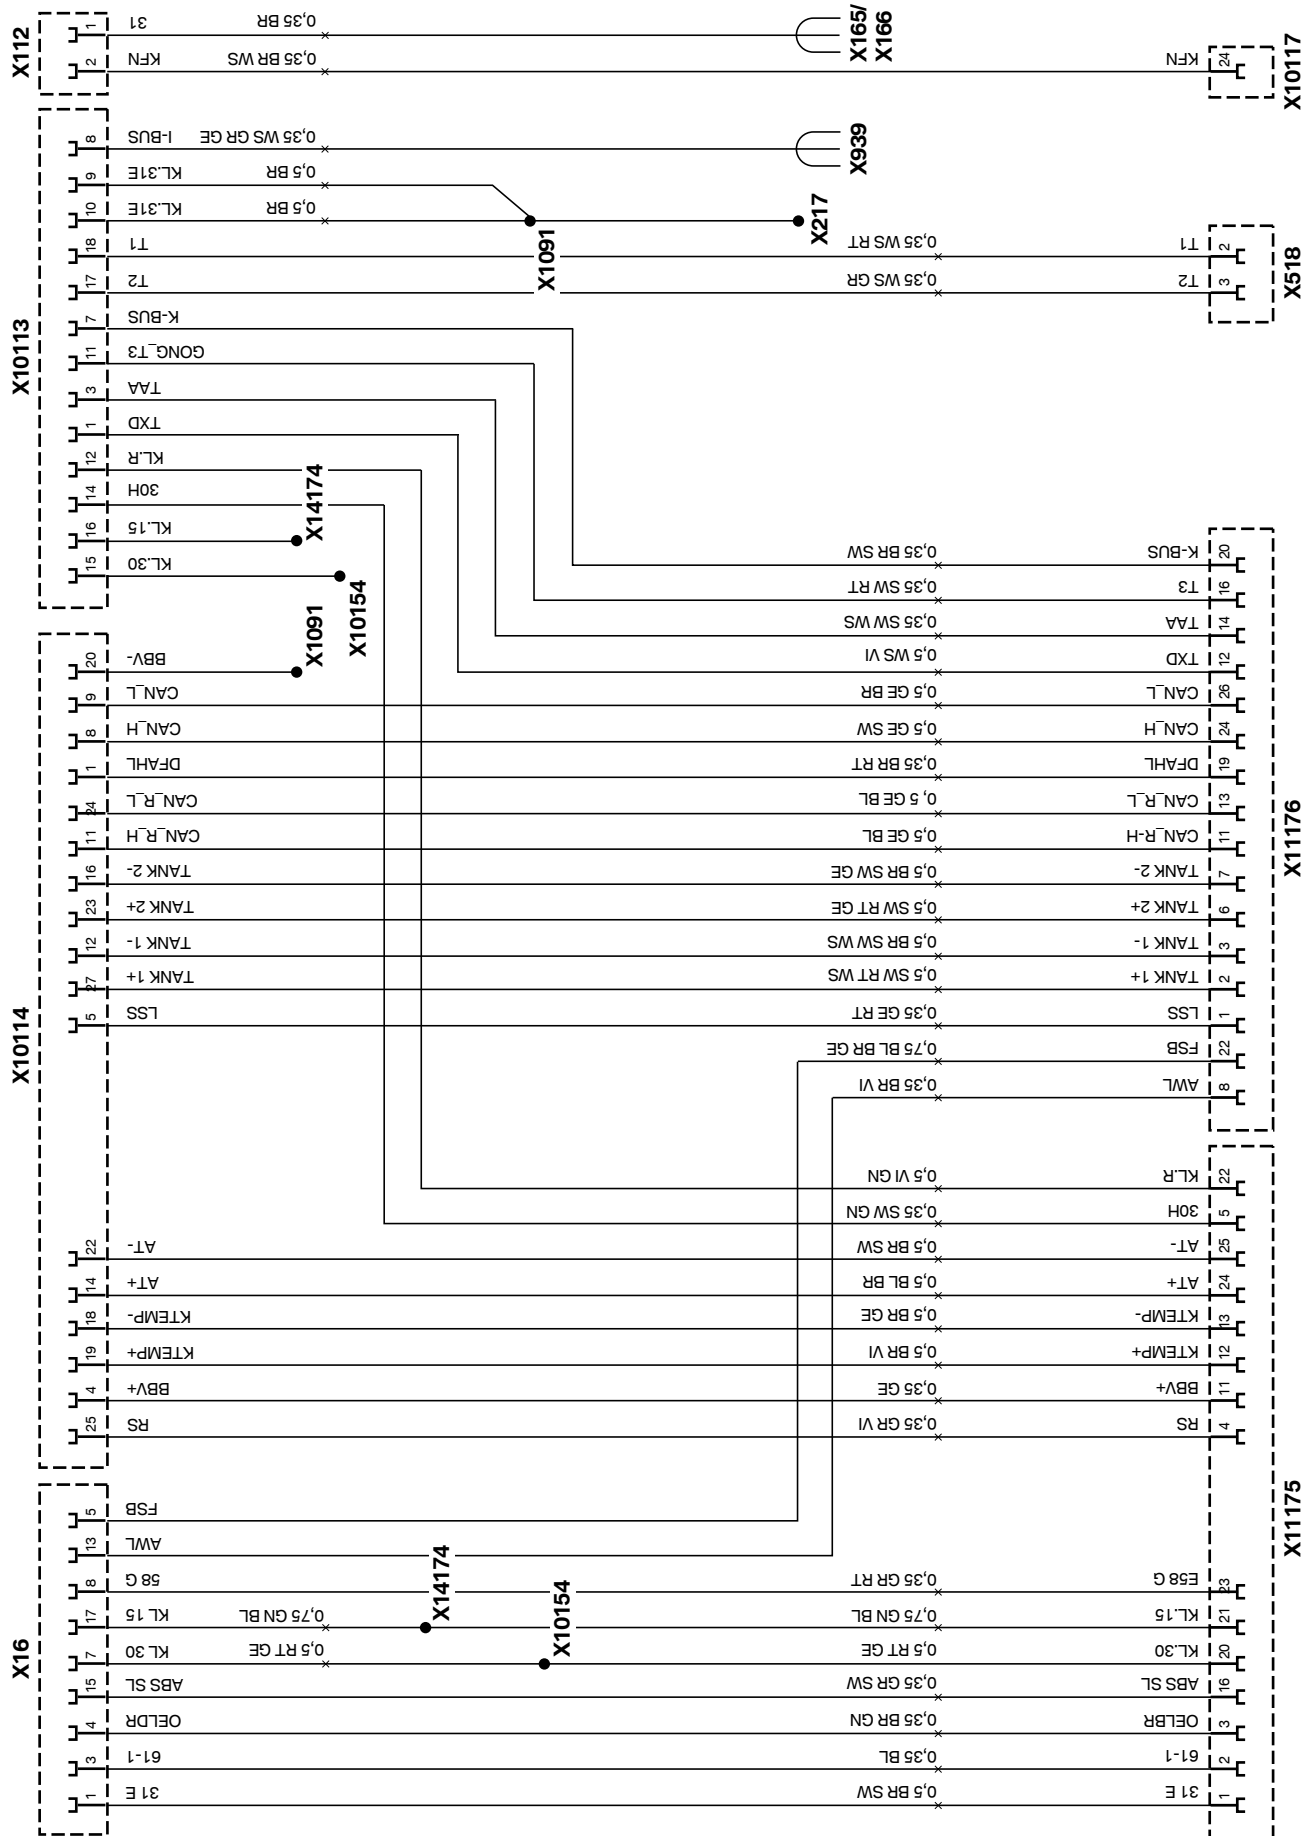 X112
1 31 0,35 BR X165/
X166
2 KFN 0,35 BR WS KFN 24 X10117
X10113
8 I-BUS 0,35 WS GR GE X939
9 KL.31E 0,5 BR
10 KL.31E 0,5 BR X1091 X217
18 T1 0,35 WS RT T1 2
17 T2 0,35 WS GR T2 3
X518
7 K-BUS
11 GONG_T3
3 TAA
1 TXD
12 KL.R
14 30H
16 KL.15 X14174
15 KL.30 X10154
X11176
0,35 BR SW K-BUS 20
0,35 SW RT T3 16
0,35 SW WS TAA 14
0,5 WS VI TXD 12
X10114
20 BBV- X1091
9 CAN_L 0,5 GE BR CAN_L 26
8 CAN_H 0,5 GE SW CAN_H 24
1 DFAHL 0,35 BR RT DFAHL 19
24 CAN_R_L 0,5 GE BL CAN_R_L 13
11 CAN_R_H 0,5 GE BL CAN_R-H 11
16 TANK 2- 0,5 BR SW GE TANK 2- 7
23 TANK 2+ 0,5 SW RT GE TANK 2+ 6
12 TANK 1- 0,5 BR SW WS TANK 1- 3
27 TANK 1+ 0,5 SW RT WS TANK 1+ 2
5 LSS 0,35 GE RT LSS 1
0,75 BL BR GE FSB 22
0,35 BR VI AWL 8
X11175
0,5 VI GN KL.R 22
0,35 SW GN 30H 5
22 AT- 0,5 BR SW AT- 25
14 AT+ 0,5 BL BR AT+ 24
18 KTEMP- 0,5 BR GE KTEMP- 13
19 KTEMP+ 0,5 BR VI KTEMP+ 12
4 BBV+ 0,35 GE BBV+ 11
25 RS 0,35 GR VI RS 4
X16
5 FSB
13 AWL
8 58 G 0,35 GR RT E58 G 23
17 KL 15 0,75 GN BL X14174 0,75 GN BL KL.15 21
7 KL 30 0,5 RT GE X10154 0,5 RT GE KL.30 20
15 ABS SL 0,35 GR SW ABS SL 16
4 OELDR 0,35 BR GN OELBR 3
3 61-1 0,35 BL 61-1 2
1 31 E 0,5 BR SW 31 E 1